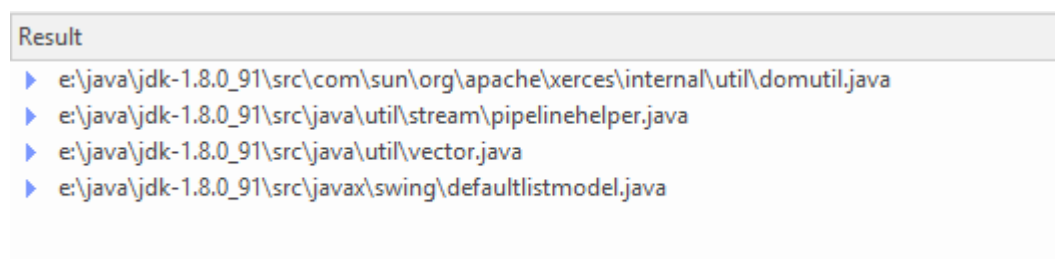 Result
e:\java\jdk-1.8.0_91\src\com\sun\org\apache\xerces\internal\util\domutil.java
e:\java\jdk-1.8.0_91\src\java\util\stream\pipelinehelper.java
e:\java\jdk-1.8.0_91\src\java\util\vector.java
e:\java\jdk-1.8.0_91\src\javax\swing\defaultlistmodel.java